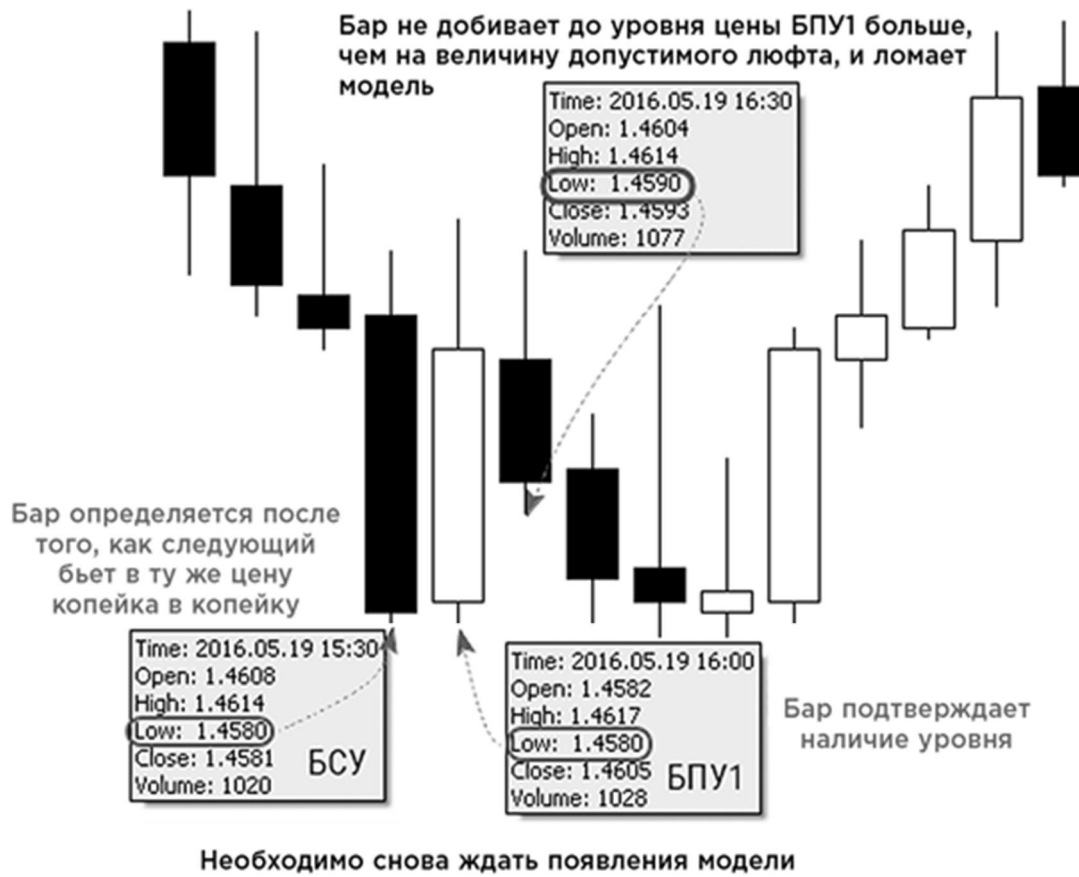 Бар не добивает до уровня цены БПУ1 больше,
чем на величину допустимого люфта, и ломает
модель
Time: 2016.05.19 16:30
Open: 1.4604
High: 1.4614
Low: 1.4590
Close: 1.4593
Volume: 1077
Бар определяется после
того, как следующий
бьет в ту же цену
копейка в копейку
Time: 2016.05.19 15:30
Open: 1.4608
High: 1.4614
Low: 1.4580
Close: 1.4581
Volume: 1020
БСУ
Time: 2016.05.19 16:00
Open: 1.4582
High: 1.4617
Low: 1.4580
Close: 1.4605
Volume: 1028
БПУ1
Бар подтверждает
наличие уровня
Необходимо снова ждать появления модели